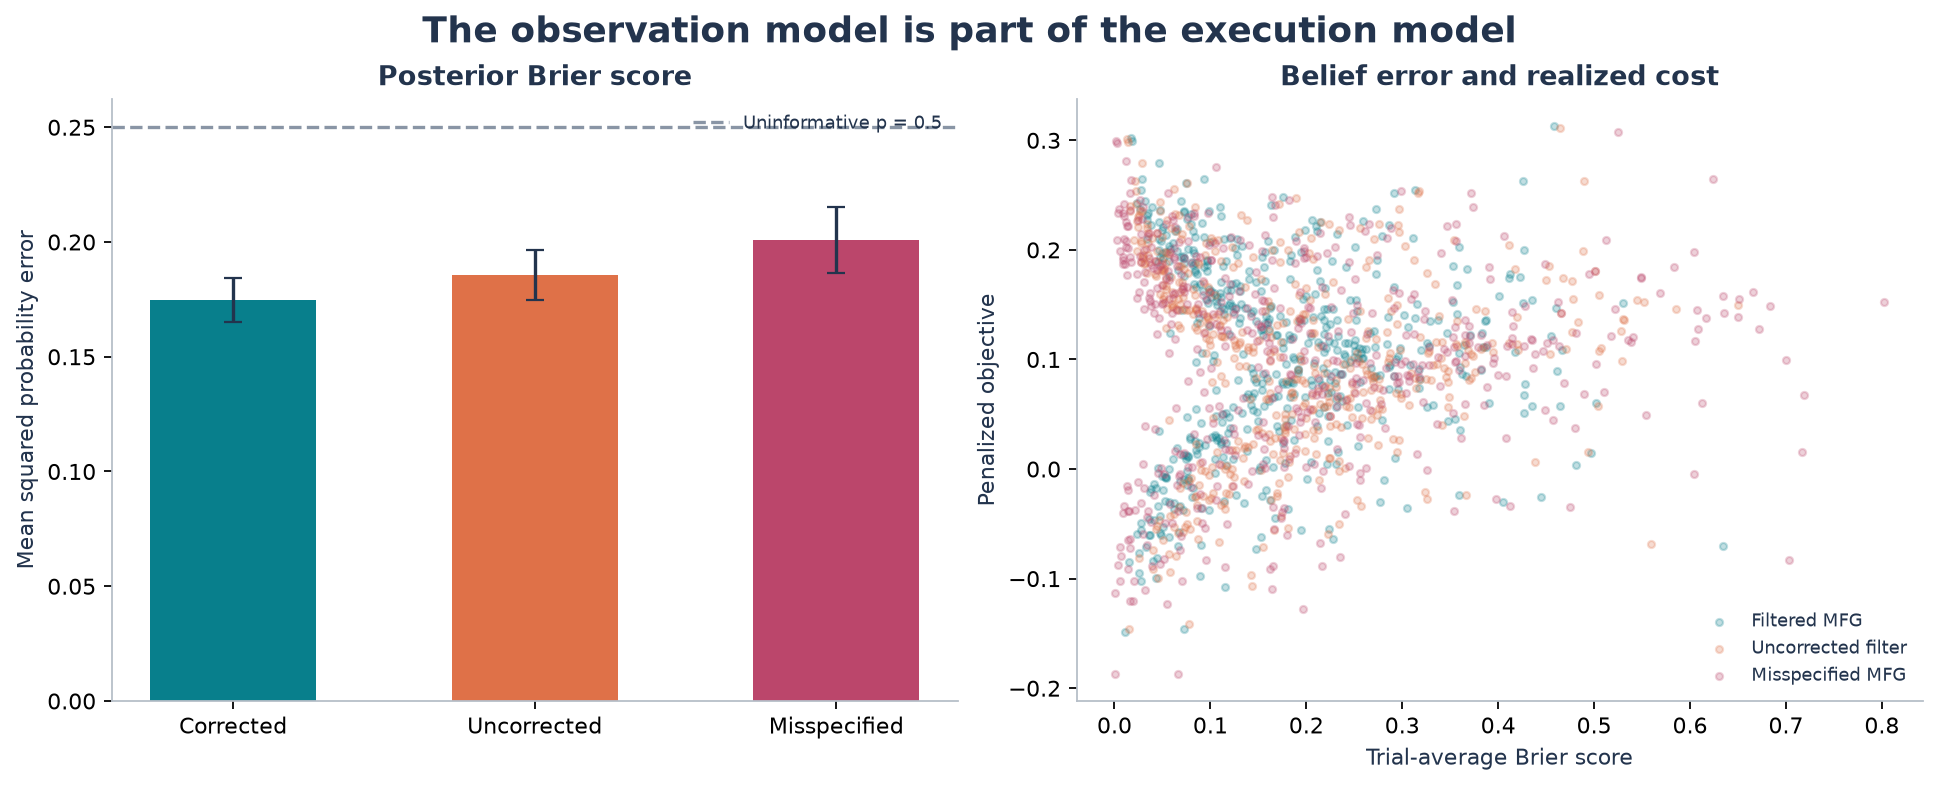 The observation model is part of the execution model
Posterior Brier score
Mean squared probability error
0.25
0.20
0.15
0.10
0.05
0.00
Uninformative p = 0.5
Corrected
Uncorrected
Misspecified
Belief error and realized cost
Penalized objective
0.3
0.2
0.1
0.0
−0.1
−0.2
Filtered MFG
Uncorrected filter
Misspecified MFG
0.0 0.1 0.2 0.3 0.4 0.5 0.6 0.7 0.8
Trial-average Brier score